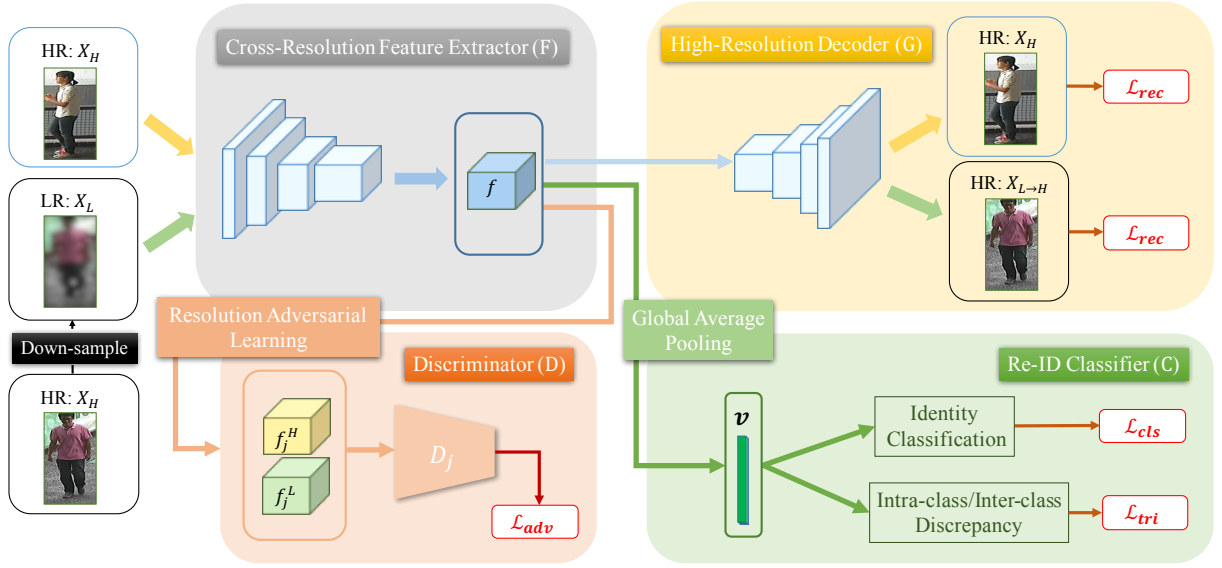 HR: X_H
LR: X_L
Down-sample
HR: X_H
Cross-Resolution Feature Extractor (F)
f
Resolution Adversarial
Learning
Discriminator (D)
f_j^H
f_j^L
D_j
ℒ_adv
High-Resolution Decoder (G)
HR: X_H
ℒ_rec
HR: X_{L→H}
ℒ_rec
Global Average
Pooling
Re-ID Classifier (C)
v
Identity
Classification
ℒ_cls
Intra-class/Inter-class
Discrepancy
ℒ_tri